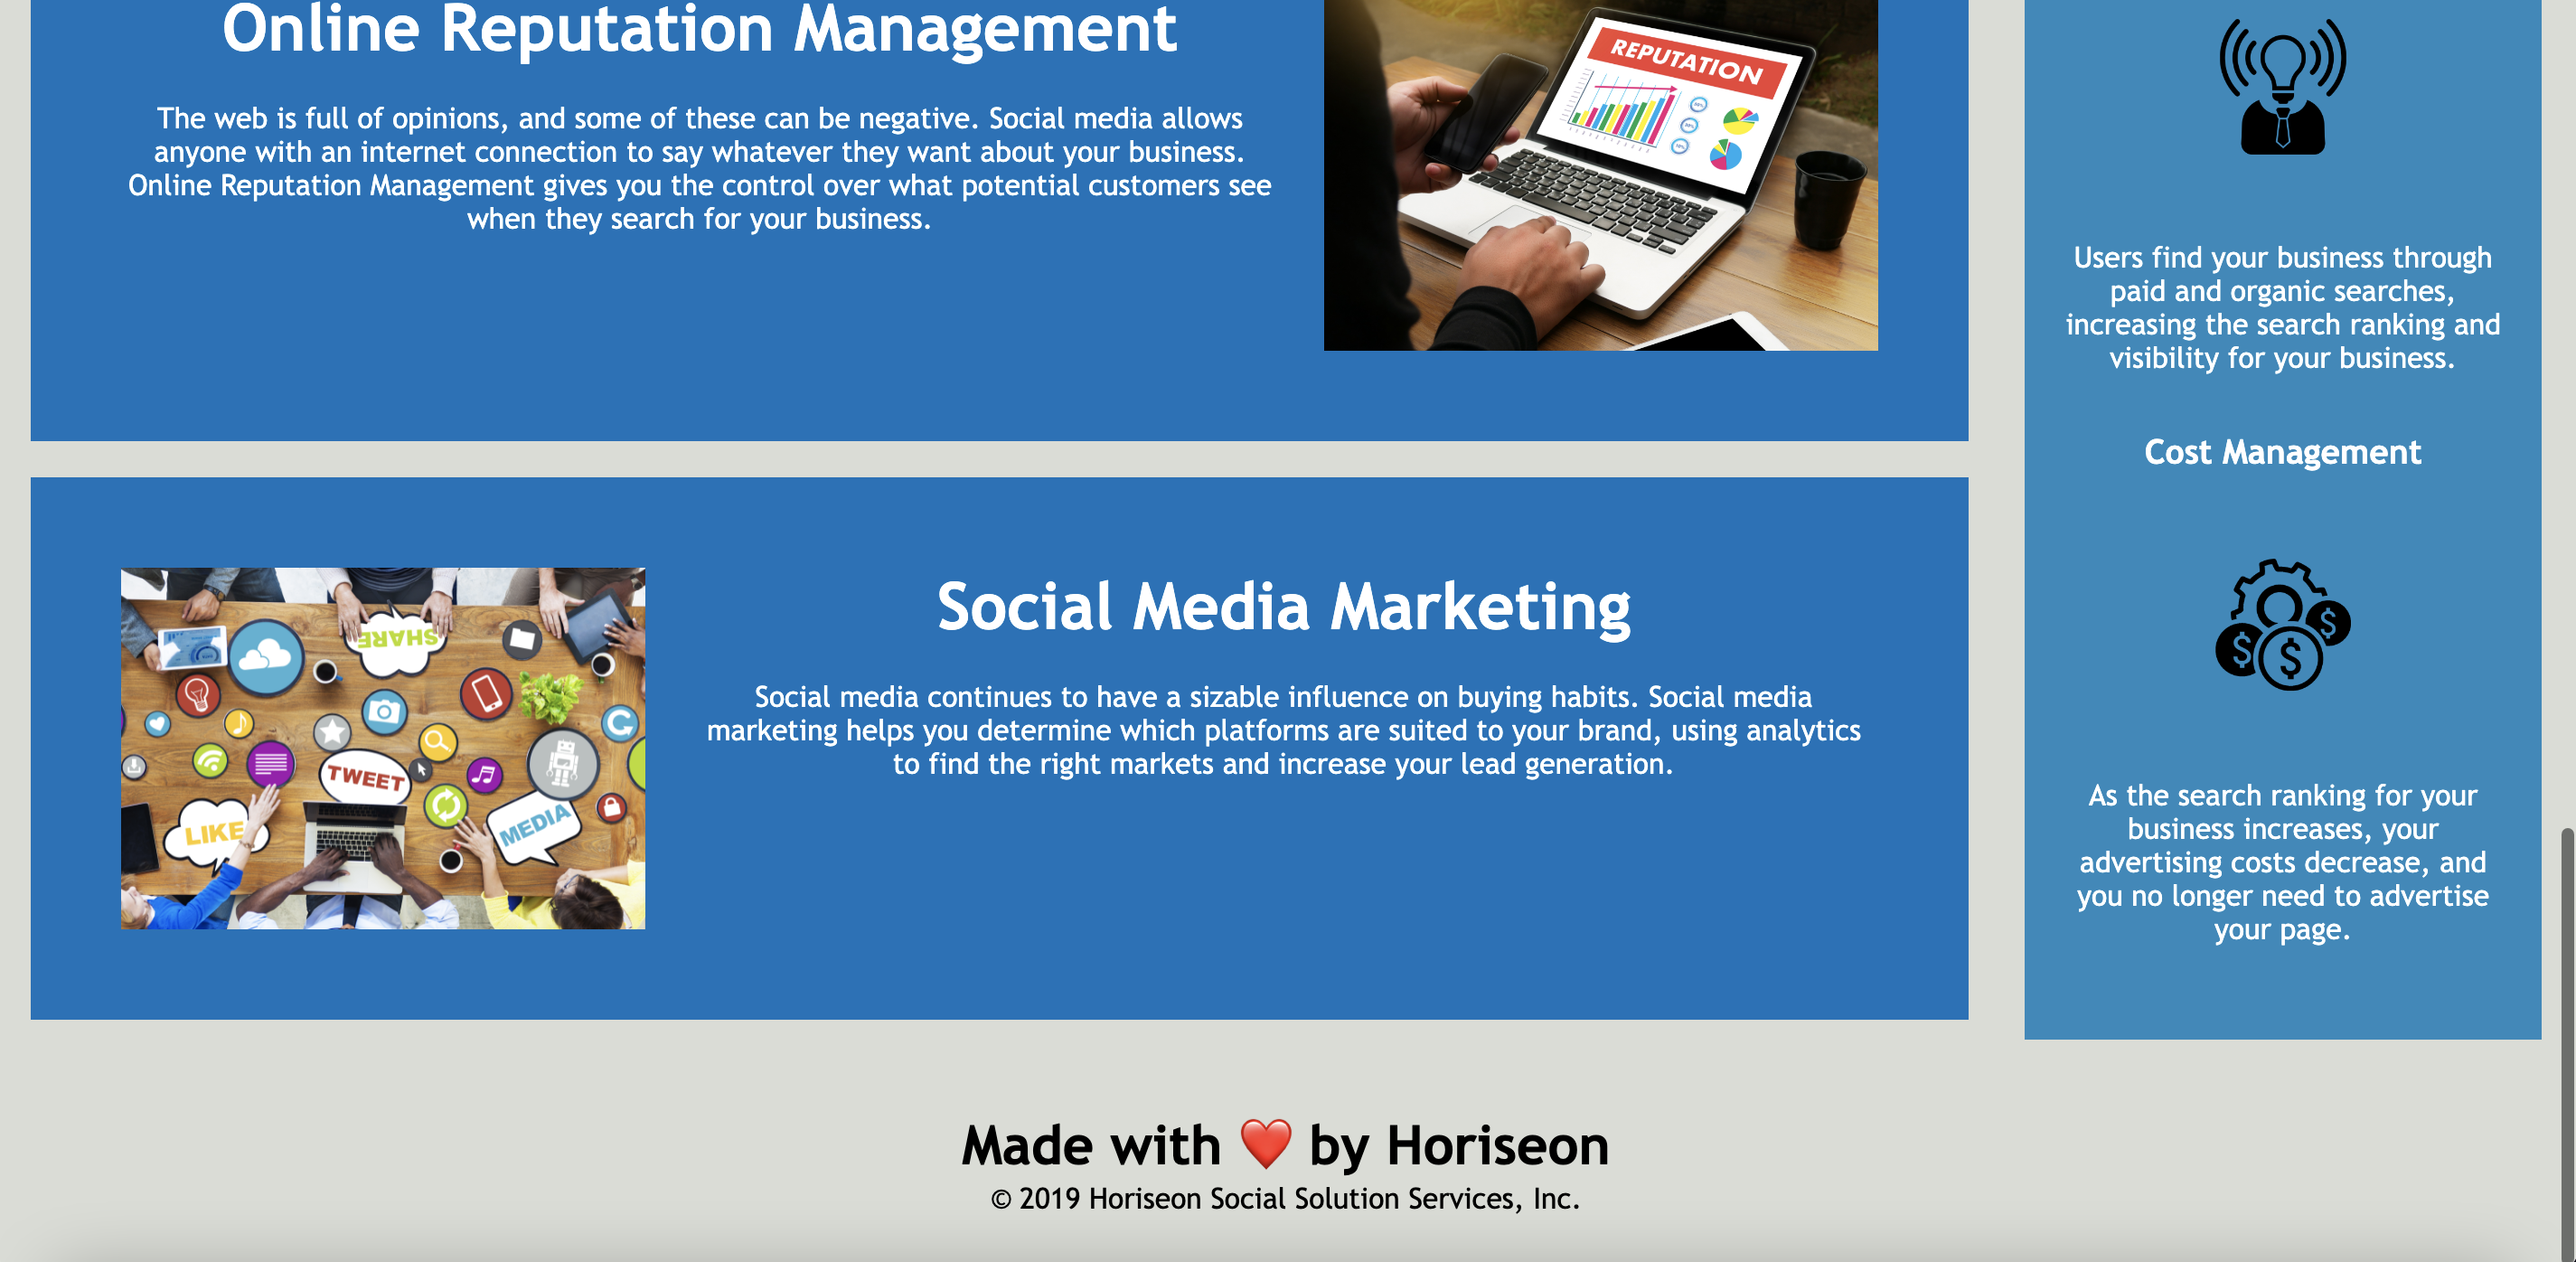 Online Reputation Management
The web is full of opinions, and some of these can be negative. Social media allows
anyone with an internet connection to say whatever they want about your business.
Online Reputation Management gives you the control over what potential customers see
when they search for your business.
REPUTATION
Social Media Marketing
Social media continues to have a sizable influence on buying habits. Social media
marketing helps you determine which platforms are suited to your brand, using analytics
to find the right markets and increase your lead generation.
SHARE
TWEET
LIKE
MEDIA
Users find your business through
paid and organic searches,
increasing the search ranking and
visibility for your business.
Cost Management
$ $ $
As the search ranking for your
business increases, your
advertising costs decrease, and
you no longer need to advertise
your page.
Made with ❤️ by Horiseon
© 2019 Horiseon Social Solution Services, Inc.